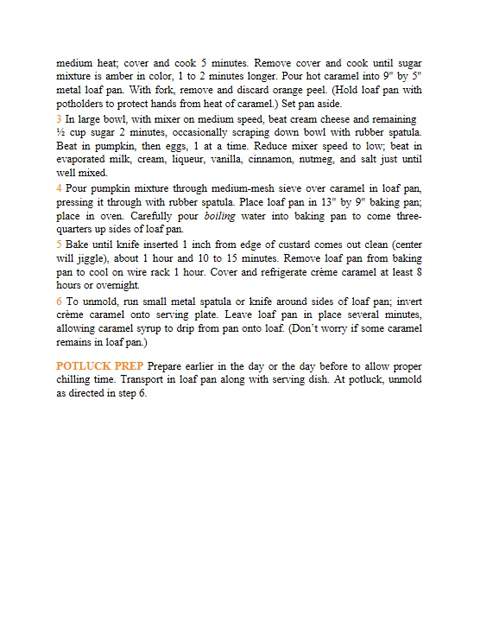 medium heat; cover and cook 5 minutes. Remove cover and cook until sugar
mixture is amber in color, 1 to 2 minutes longer. Pour hot caramel into 9" by 5"
metal loaf pan. With fork, remove and discard orange peel. (Hold loaf pan with
potholders to protect hands from heat of caramel.) Set pan aside.
3 In large bowl, with mixer on medium speed, beat cream cheese and remaining
½ cup sugar 2 minutes, occasionally scraping down bowl with rubber spatula.
Beat in pumpkin, then eggs, 1 at a time. Reduce mixer speed to low; beat in
evaporated milk, cream, liqueur, vanilla, cinnamon, nutmeg, and salt just until
well mixed.
4 Pour pumpkin mixture through medium-mesh sieve over caramel in loaf pan,
pressing it through with rubber spatula. Place loaf pan in 13" by 9" baking pan;
place in oven. Carefully pour boiling water into baking pan to come three-
quarters up sides of loaf pan.
5 Bake until knife inserted 1 inch from edge of custard comes out clean (center
will jiggle), about 1 hour and 10 to 15 minutes. Remove loaf pan from baking
pan to cool on wire rack 1 hour. Cover and refrigerate crème caramel at least 8
hours or overnight.
6 To unmold, run small metal spatula or knife around sides of loaf pan; invert
crème caramel onto serving plate. Leave loaf pan in place several minutes,
allowing caramel syrup to drip from pan onto loaf. (Don't worry if some caramel
remains in loaf pan.)
POTLUCK PREP Prepare earlier in the day or the day before to allow proper
chilling time. Transport in loaf pan along with serving dish. At potluck, unmold
as directed in step 6.